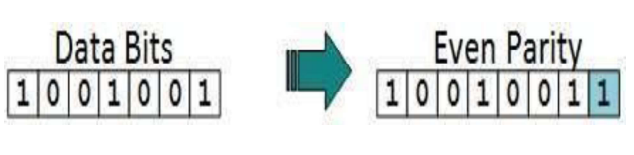 Data Bits Even Parity
1 0 0 1 0 0 1 1 0 0 1 0 0 1 1